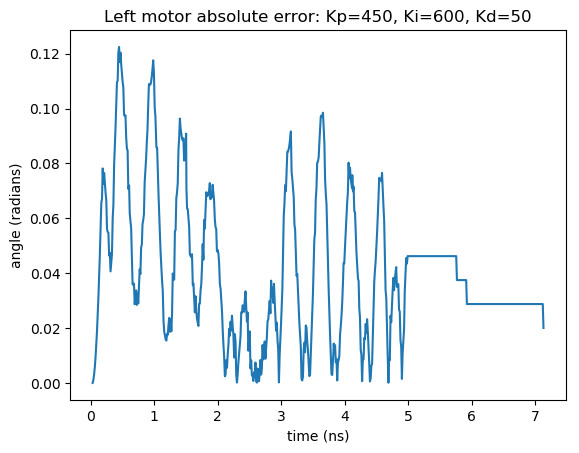 Left motor absolute error: Kp=450, Ki=600, Kd=50
angle (radians)
0.12
0.10
0.08
0.06
0.04
0.02
0.00
0 1 2 3 4 5 6 7
time (ns)